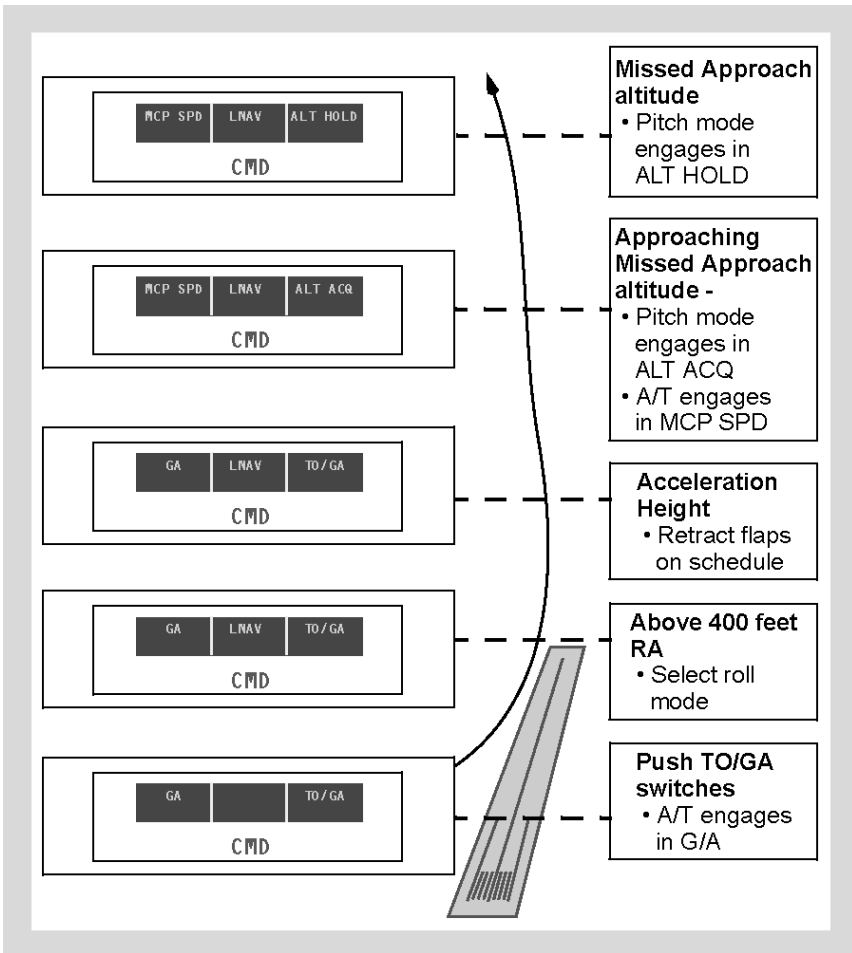 MCP SPD LNAV ALT HOLD
CMD
Missed Approach
altitude
• Pitch mode
engages in
ALT HOLD
MCP SPD LNAV ALT ACQ
CMD
Approaching
Missed Approach
altitude -
• Pitch mode
engages in
ALT ACQ
• A/T engages
in MCP SPD
GA LNAV TO/GA
CMD
Acceleration
Height
• Retract flaps
on schedule
GA LNAV TO/GA
CMD
Above 400 feet
RA
• Select roll
mode
GA TO/GA
CMD
Push TO/GA
switches
• A/T engages
in G/A